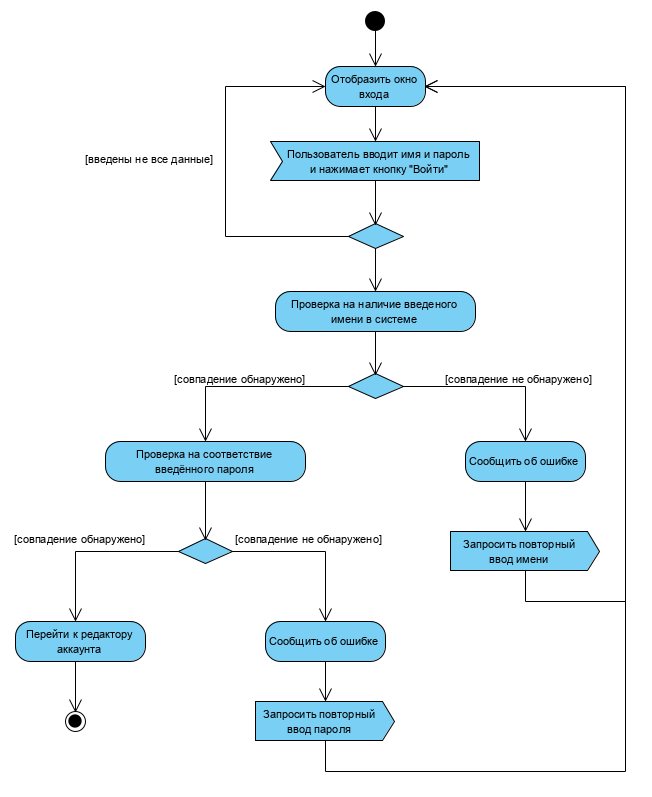 Отобразить окно
входа
[введены не все данные]
Пользователь вводит имя и пароль
и нажимает кнопку "Войти"
Проверка на наличие введеного
имени в системе
[совпадение обнаружено]
[совпадение не обнаружено]
Проверка на соответствие
введённого пароля
Сообщить об ошибке
[совпадение обнаружено]
[совпадение не обнаружено]
Запросить повторный
ввод имени
Перейти к редактору
аккаунта
Сообщить об ошибке
Запросить повторный
ввод пароля